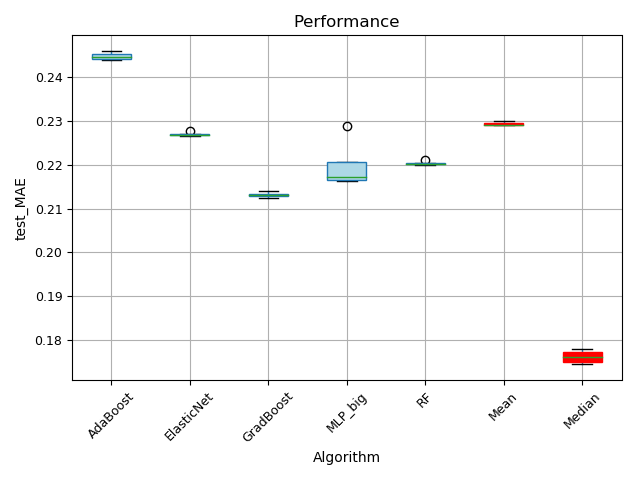 Performance
test_MAE
0.24
0.23
0.22
0.21
0.20
0.19
0.18
AdaBoost
ElasticNet
GradBoost
MLP_big
RF
Mean
Median
Algorithm